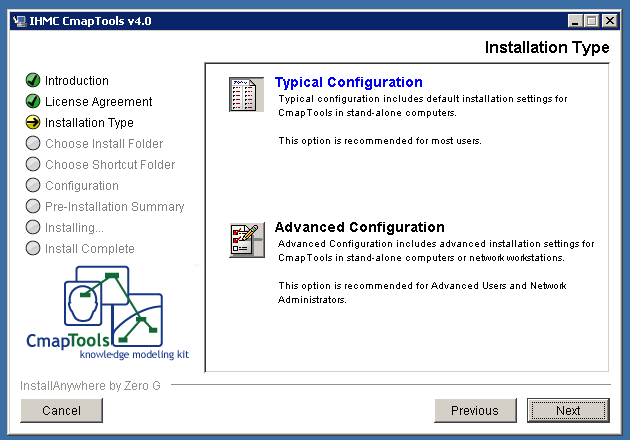 IHMC CmapTools v4.0
Installation Type
Introduction
License Agreement
Installation Type
Choose Install Folder
Choose Shortcut Folder
Configuration
Pre-Installation Summary
Installing...
Install Complete
CmapTools
knowledge modeling kit
Typical Configuration
Typical configuration includes default installation settings for
CmapTools in stand-alone computers.
This option is recommended for most users.
Advanced Configuration
Advanced Configuration includes advanced installation settings for
CmapTools in stand-alone computers or network workstations.
This option is recommended for Advanced Users and Network
Administrators.
InstallAnywhere by Zero G
Cancel
Previous
Next